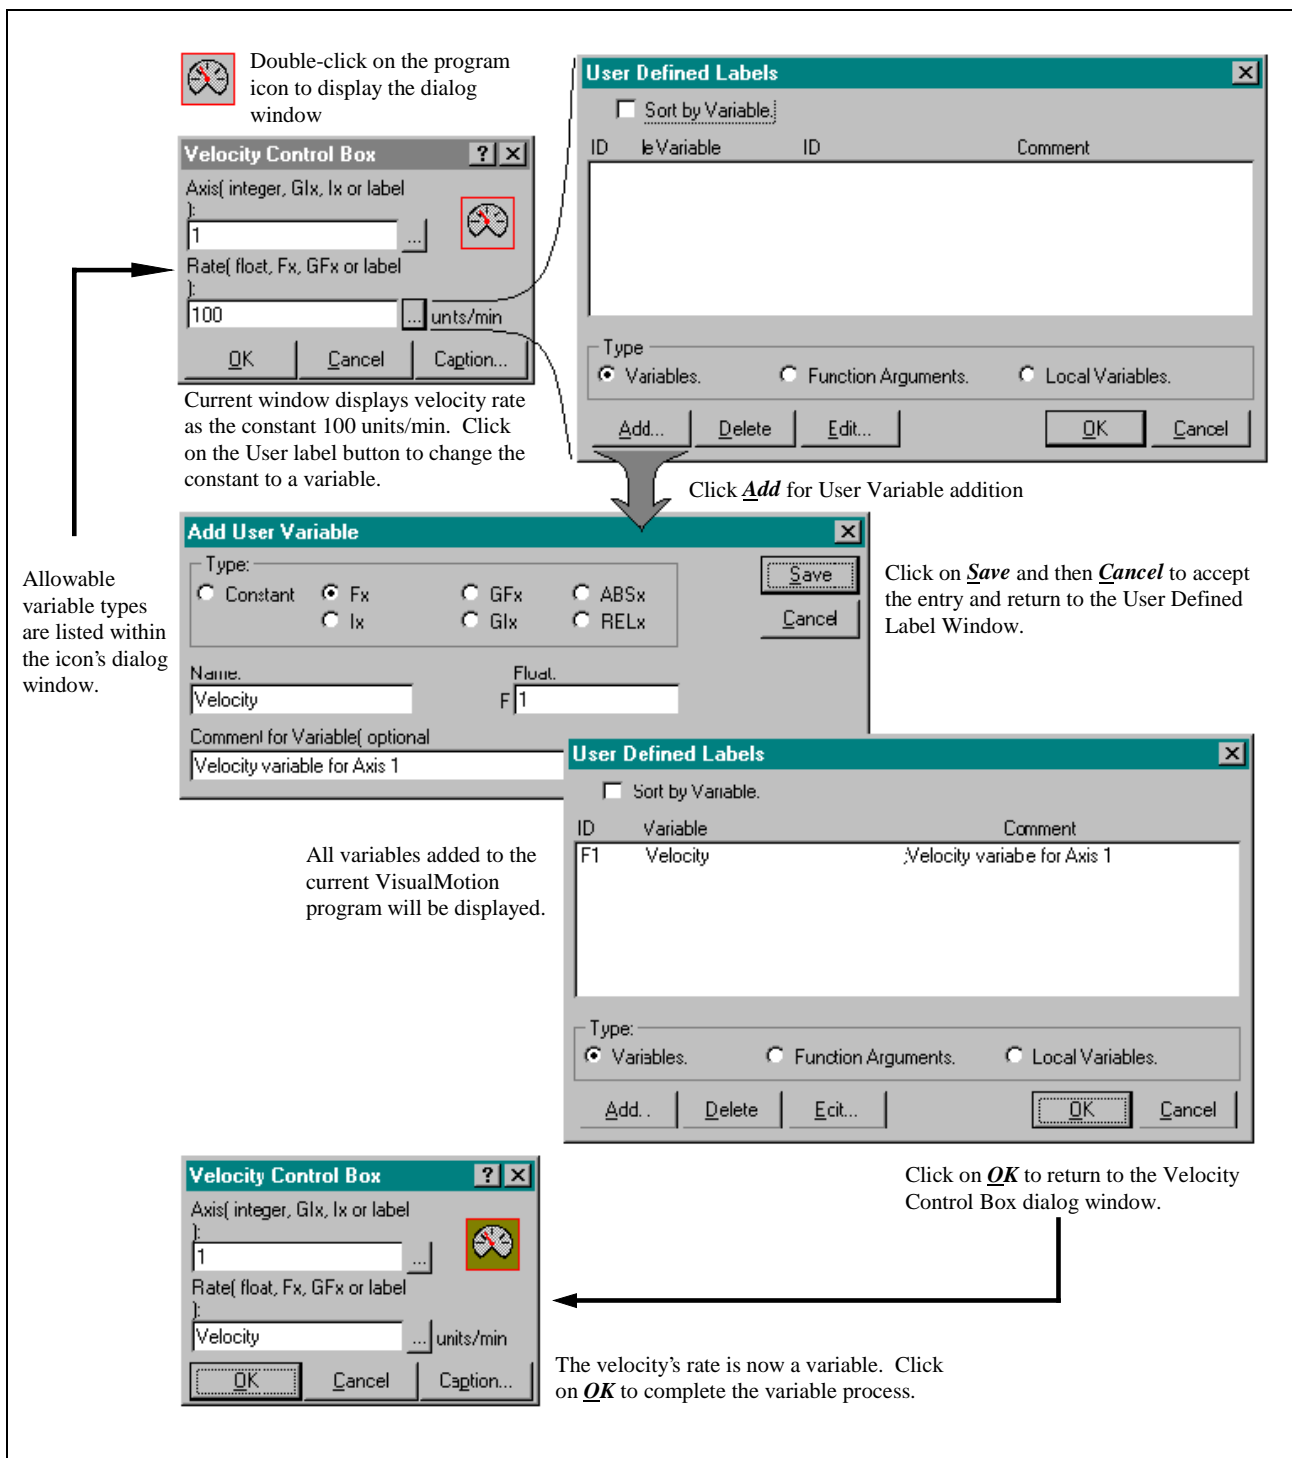 Double-click on the program
icon to display the dialog
window
Velocity Control Box
Axis( integer, GIx, Ix or label
):
1
...
Rate( float, Fx, GFx or label
):
100
...
unts/min
OK
Cancel
Caption...
Current window displays velocity rate
as the constant 100 units/min. Click
on the User label button to change the
constant to a variable.
User Defined Labels
Sort by Variable.
ID le Variable ID Comment
Type
Variables. Function Arguments. Local Variables.
Add... Delete Edit... OK Cancel
Click Add for User Variable addition
Allowable
variable types
are listed within
the icon's dialog
window.
Add User Variable
Type:
Constant Fx GFx ABSx
Ix GIx RELx
Save
Cancel
Name.
Velocity
Float.
F 1
Comment for Variable( optional
Velocity variable for Axis 1
Click on Save and then Cancel to accept
the entry and return to the User Defined
Label Window.
All variables added to the
current VisualMotion
program will be displayed.
User Defined Labels
Sort by Variable.
ID Variable Comment
F1 Velocity ;Velocity variabe for Axis 1
Type:
Variables. Function Arguments. Local Variables.
Add. . Delete Ecit... OK Cancel
Click on OK to return to the Velocity
Control Box dialog window.
Velocity Control Box
Axis( integer, GIx, Ix or label
):
1
...
Rate( float, Fx, GFx or label
):
Velocity
...
units/min
OK
Cancel
Caption...
The velocity's rate is now a variable. Click
on OK to complete the variable process.